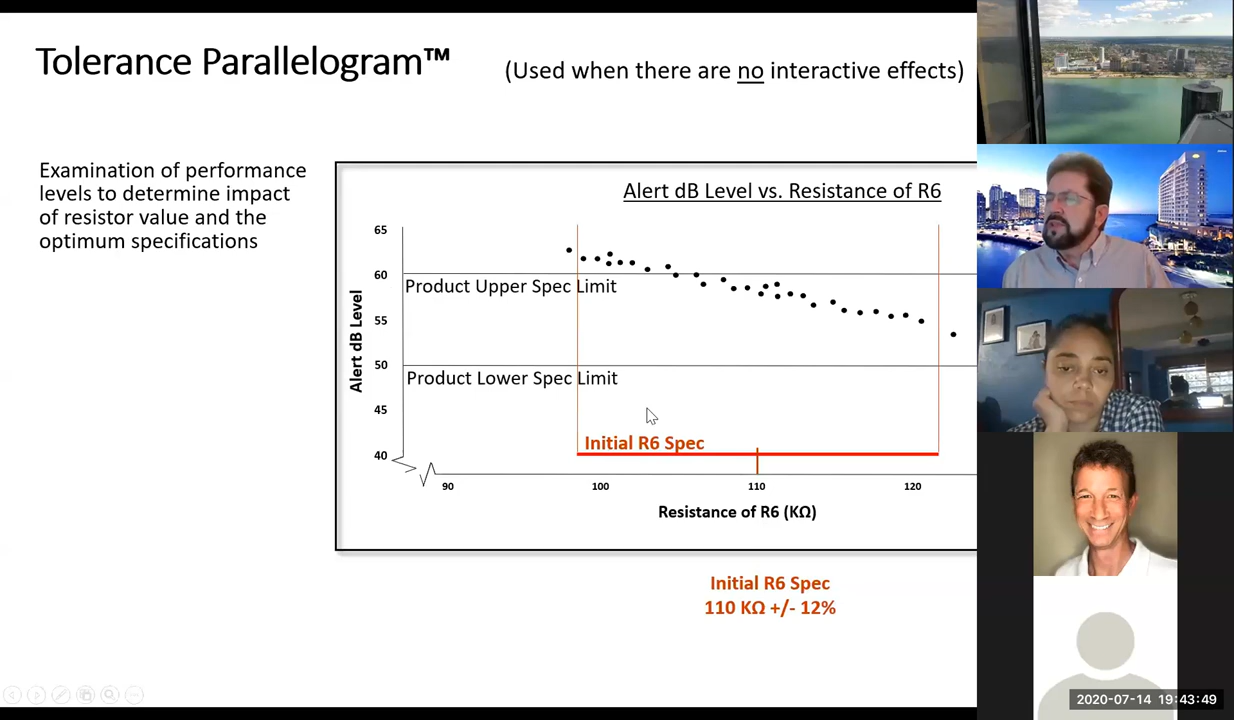 Tolerance Parallelogram™
(Used when there are no interactive effects)
Examination of performance
levels to determine impact
of resistor value and the
optimum specifications
Alert dB Level vs. Resistance of R6
65
60
Product Upper Spec Limit
55
Alert dB Level
50
Product Lower Spec Limit
45
Initial R6 Spec
40
90
100
110
120
Resistance of R6 (KΩ)
Initial R6 Spec
110 KΩ +/- 12%
2020-07-14 19:43:49